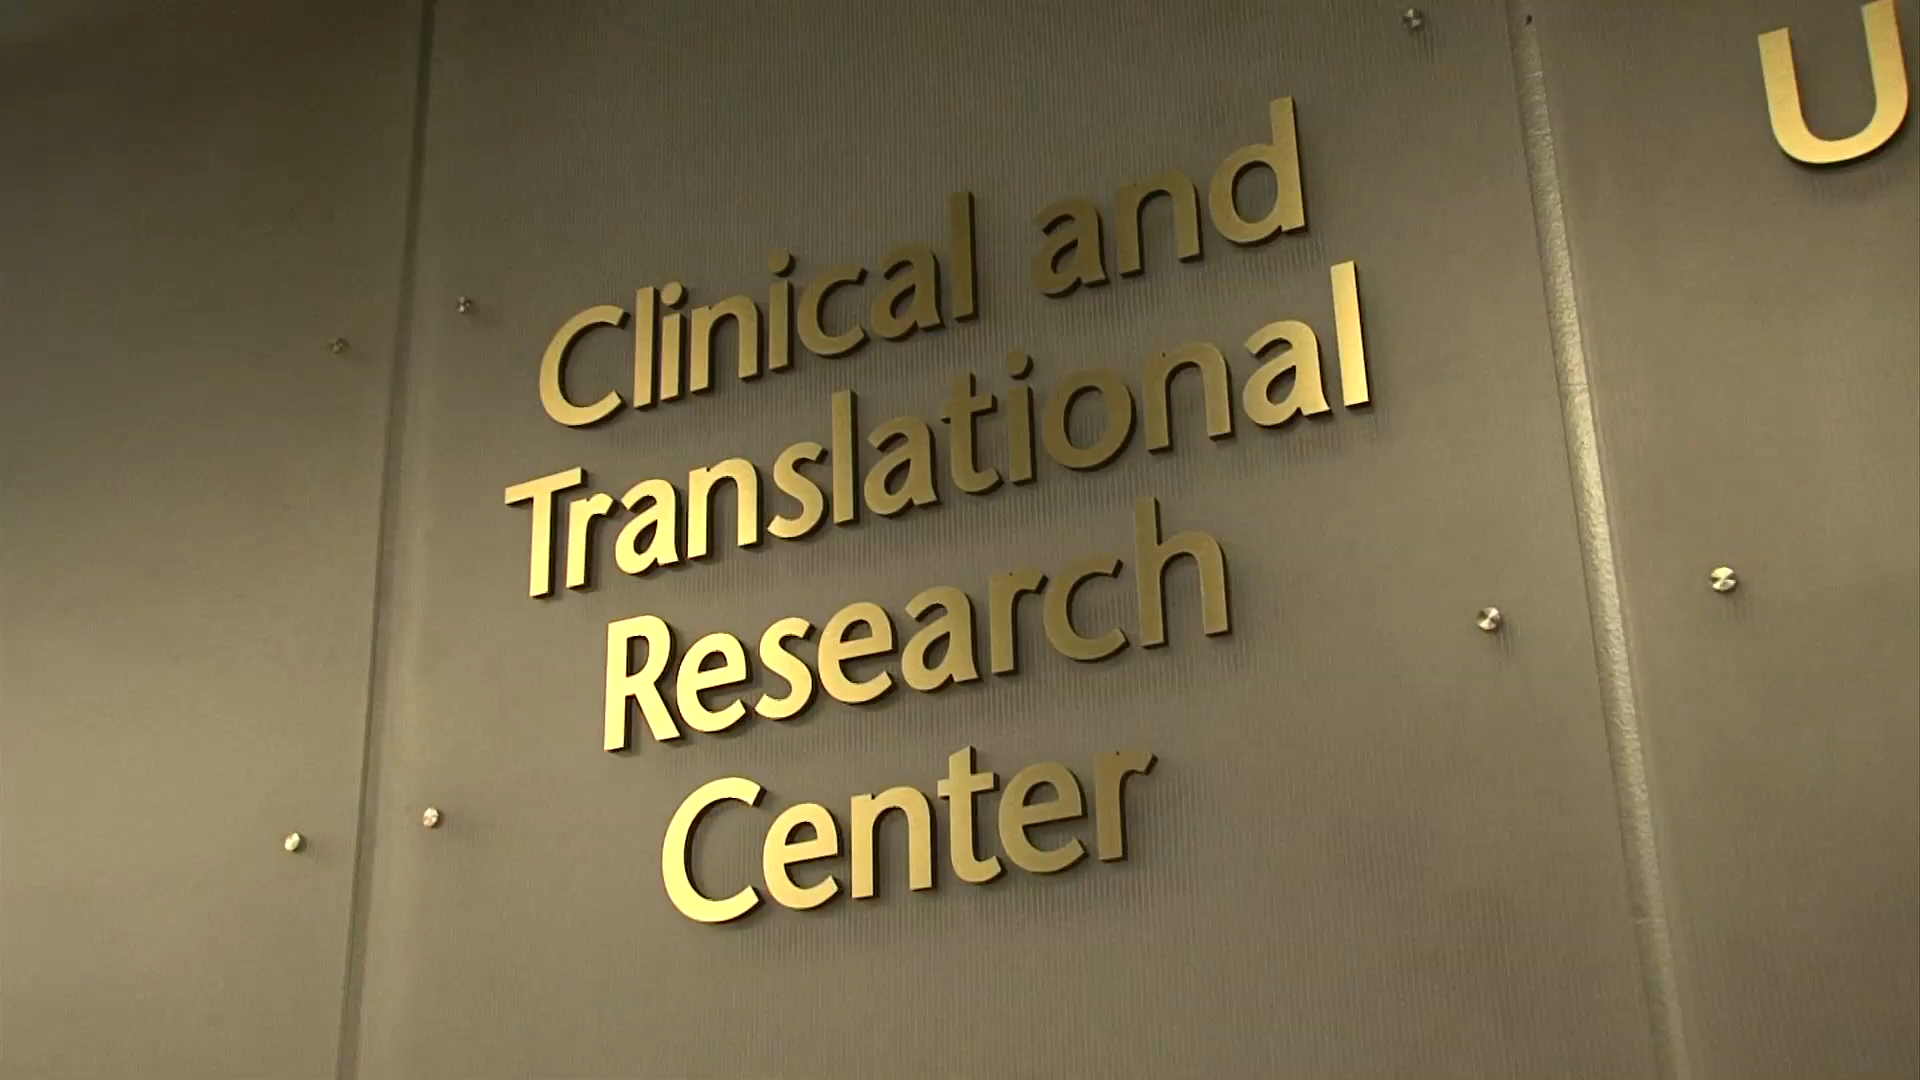 Clinical and
Translational
Research
Center
U